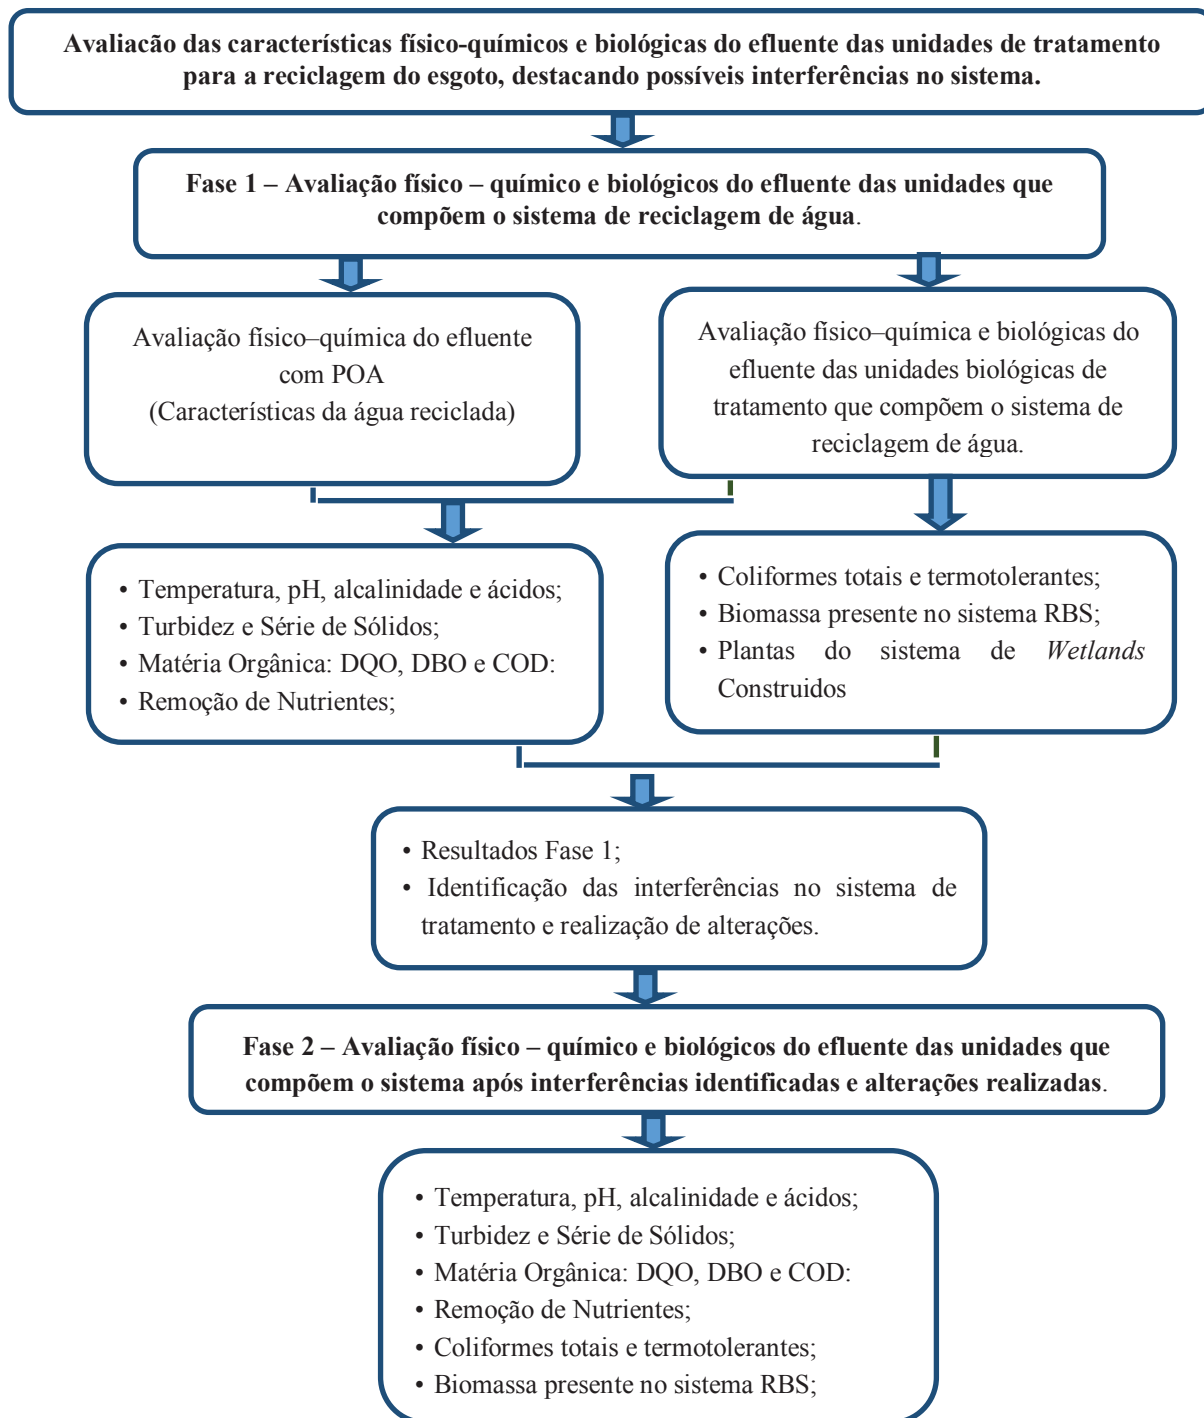 Avaliacão das características físico-químicos e biológicas do efluente das unidades de tratamento
para a reciclagem do esgoto, destacando possíveis interferências no sistema.
Fase 1 – Avaliação físico – químico e biológicos do efluente das unidades que
compõem o sistema de reciclagem de água.
Avaliação físico–química do efluente
com POA
(Características da água reciclada)
Avaliação físico–química e biológicas do
efluente das unidades biológicas de
tratamento que compõem o sistema de
reciclagem de água.
• Temperatura, pH, alcalinidade e ácidos;
• Turbidez e Série de Sólidos;
• Matéria Orgânica: DQO, DBO e COD:
• Remoção de Nutrientes;
• Coliformes totais e termotolerantes;
• Biomassa presente no sistema RBS;
• Plantas do sistema de Wetlands
Construidos
• Resultados Fase 1;
• Identificação das interferências no sistema de
tratamento e realização de alterações.
Fase 2 – Avaliação físico – químico e biológicos do efluente das unidades que
compõem o sistema após interferências identificadas e alterações realizadas.
• Temperatura, pH, alcalinidade e ácidos;
• Turbidez e Série de Sólidos;
• Matéria Orgânica: DQO, DBO e COD:
• Remoção de Nutrientes;
• Coliformes totais e termotolerantes;
• Biomassa presente no sistema RBS;